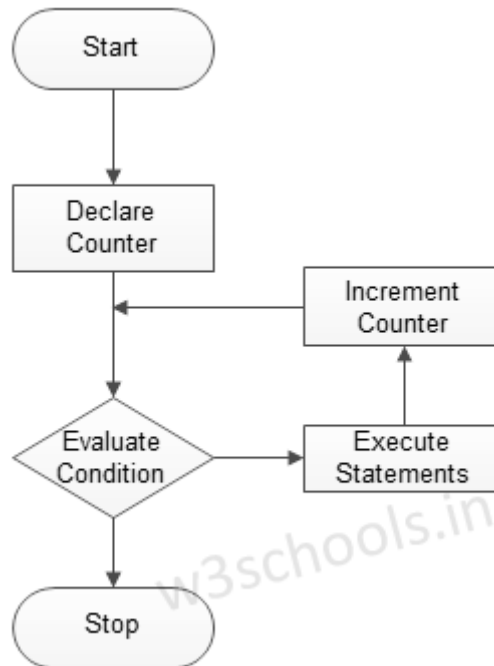 Start
Declare
Counter
Increment
Counter
Evaluate
Condition
Execute
Statements
Stop
w3schools.in